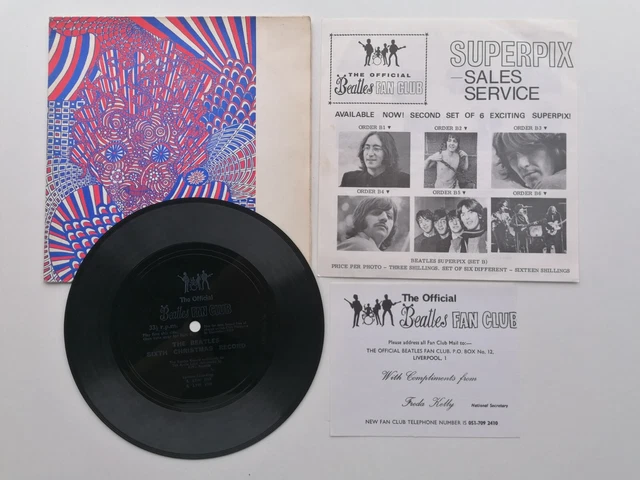 THE OFFICIAL
Beatles FAN CLUB
SUPERPIX
—SALES
SERVICE
AVAILABLE NOW! SECOND SET OF 6 EXCITING SUPERPIX!
ORDER B1 ▼
ORDER B2 ▼
ORDER B3 ▼
ORDER B4 ▼
ORDER B5 ▼
ORDER B6 ▼
BEATLES SUPERPIX (SET B)
PRICE PER PHOTO – THREE SHILLINGS. SET OF SIX DIFFERENT – SIXTEEN SHILLINGS
The Official
Beatles FAN CLUB
33⅓ r.p.m.
THE BEATLES
SIXTH CHRISTMAS RECORD
The Official
Beatles FAN CLUB
Please address all Fan Club Mail to:—
THE OFFICIAL BEATLES FAN CLUB, P.O. BOX No. 12,
LIVERPOOL, 1
With Compliments from
Freda Kelly National Secretary
NEW FAN CLUB TELEPHONE NUMBER IS 051-709 2410